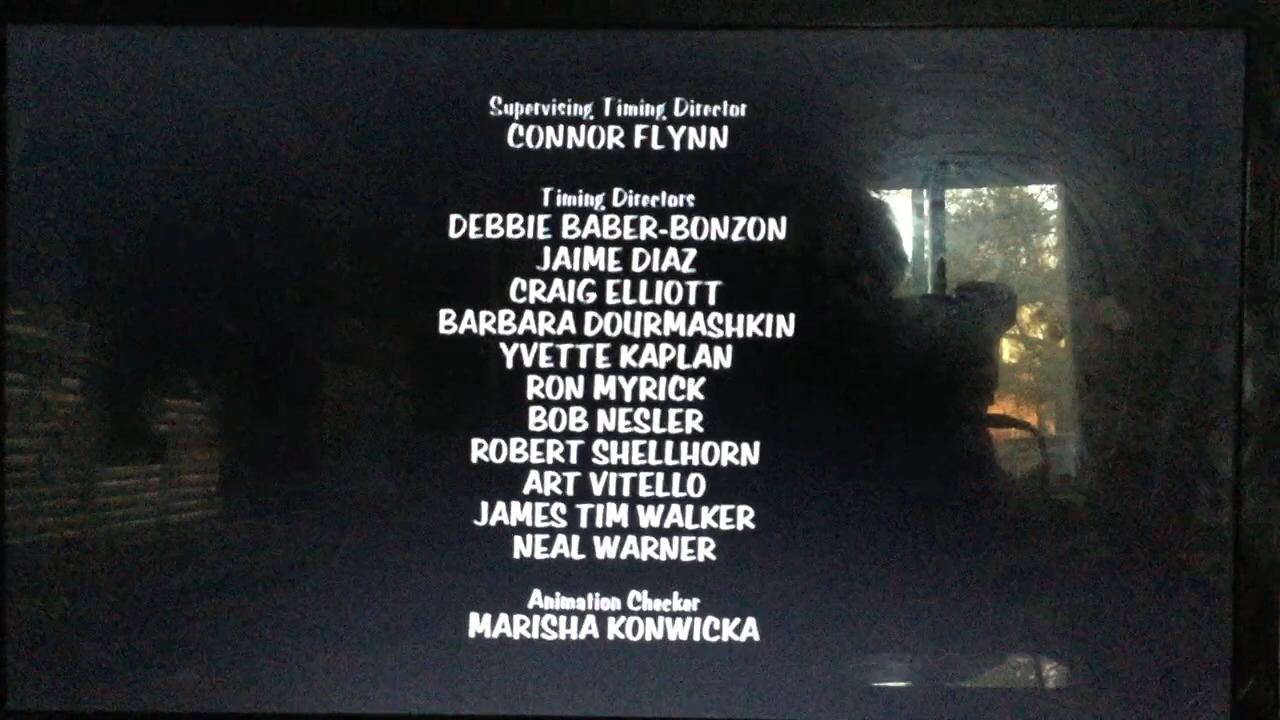 Supervising Timing Director
CONNOR FLYNN
Timing Directors
DEBBIE BABER-BONZON
JAIME DIAZ
CRAIG ELLIOTT
BARBARA DOURMASHKIN
YVETTE KAPLAN
RON MYRICK
BOB NESLER
ROBERT SHELLHORN
ART VITELLO
JAMES TIM WALKER
NEAL WARNER
Animation Checker
MARISHA KONWICKA